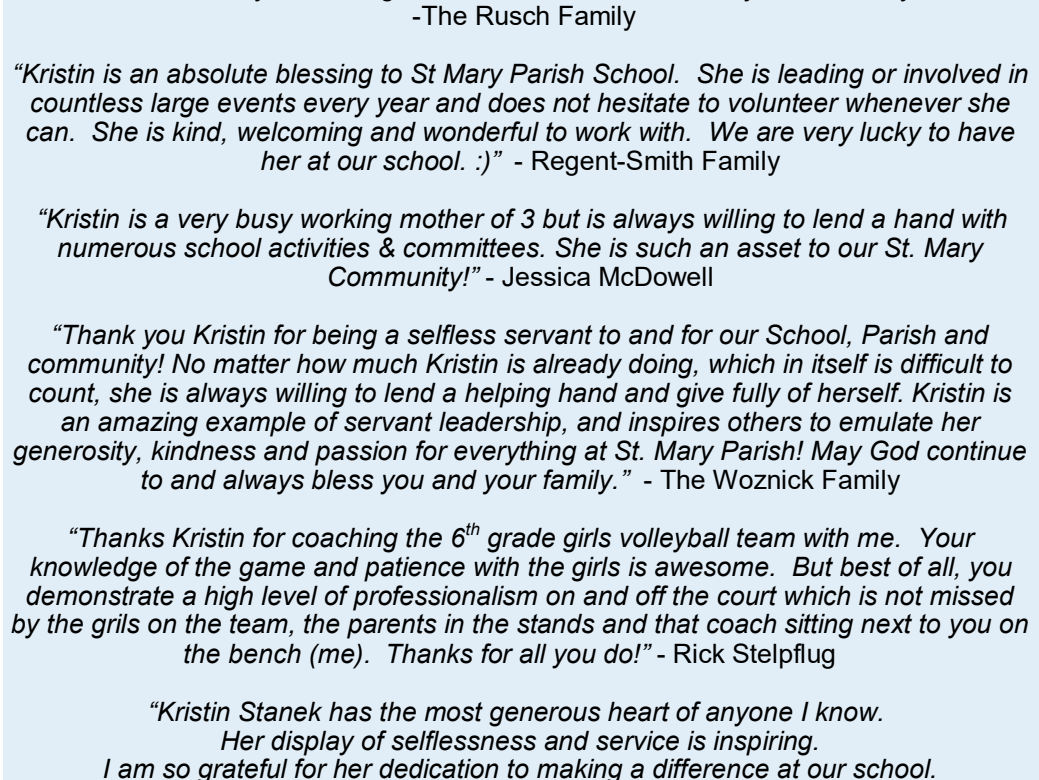 -The Rusch Family
“Kristin is an absolute blessing to St Mary Parish School.  She is leading or involved in
countless large events every year and does not hesitate to volunteer whenever she
can.  She is kind, welcoming and wonderful to work with.  We are very lucky to have
her at our school. :)”  - Regent-Smith Family
“Kristin is a very busy working mother of 3 but is always willing to lend a hand with
numerous school activities & committees. She is such an asset to our St. Mary
Community!” - Jessica McDowell
“Thank you Kristin for being a selfless servant to and for our School, Parish and
community! No matter how much Kristin is already doing, which in itself is difficult to
count, she is always willing to lend a helping hand and give fully of herself. Kristin is
an amazing example of servant leadership, and inspires others to emulate her
generosity, kindness and passion for everything at St. Mary Parish! May God continue
to and always bless you and your family.”  - The Woznick Family
“Thanks Kristin for coaching the 6th grade girls volleyball team with me.  Your
knowledge of the game and patience with the girls is awesome.  But best of all, you
demonstrate a high level of professionalism on and off the court which is not missed
by the grils on the team, the parents in the stands and that coach sitting next to you on
the bench (me).  Thanks for all you do!” - Rick Stelpflug
“Kristin Stanek has the most generous heart of anyone I know.
Her display of selflessness and service is inspiring.
I am so grateful for her dedication to making a difference at our school.